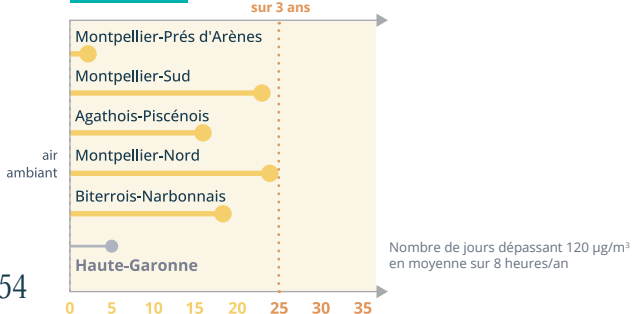 sur 3 ans
Montpellier-Prés d'Arènes
Montpellier-Sud
Agathois-Piscénois
air
ambiant
Montpellier-Nord
Biterrois-Narbonnais
Haute-Garonne
Nombre de jours dépassant 120 µg/m³
en moyenne sur 8 heures/an
54
0 5 10 15 20 25 30 35